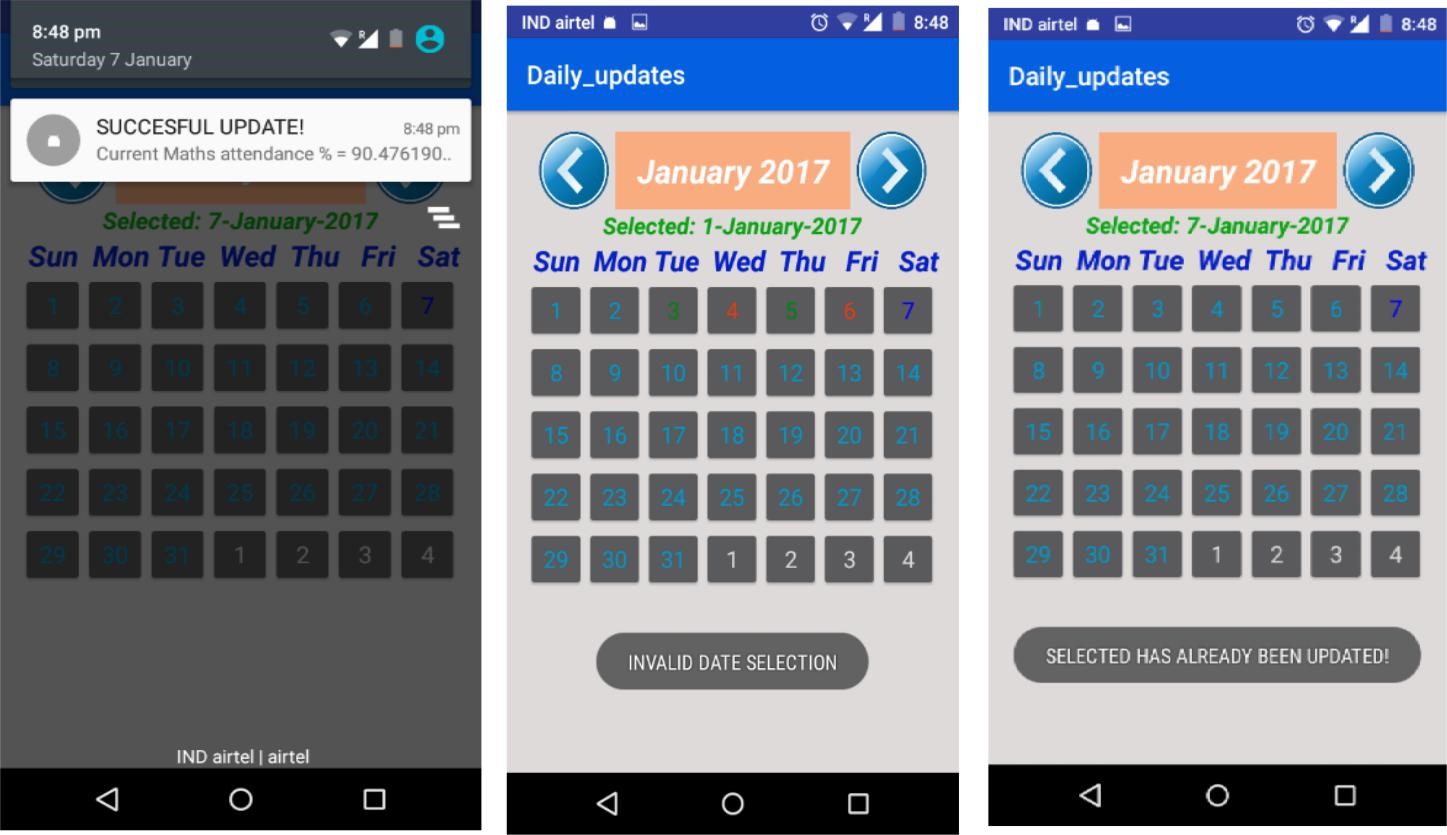 8:48 pm
Saturday 7 January
SUCCESFUL UPDATE! 8:48 pm
Current Maths attendance % = 90.476190..
Selected: 7-January-2017
Sun Mon Tue Wed Thu Fri Sat
1 2 3 4 5 6 7
8 9 10 11 12 13 14
15 16 17 18 19 20 21
22 23 24 25 26 27 28
29 30 31 1 2 3 4
IND airtel | airtel
IND airtel R 8:48
Daily_updates
January 2017
Selected: 1-January-2017
Sun Mon Tue Wed Thu Fri Sat
1 2 3 4 5 6 7
8 9 10 11 12 13 14
15 16 17 18 19 20 21
22 23 24 25 26 27 28
29 30 31 1 2 3 4
INVALID DATE SELECTION
IND airtel R 8:48
Daily_updates
January 2017
Selected: 7-January-2017
Sun Mon Tue Wed Thu Fri Sat
1 2 3 4 5 6 7
8 9 10 11 12 13 14
15 16 17 18 19 20 21
22 23 24 25 26 27 28
29 30 31 1 2 3 4
SELECTED HAS ALREADY BEEN UPDATED!